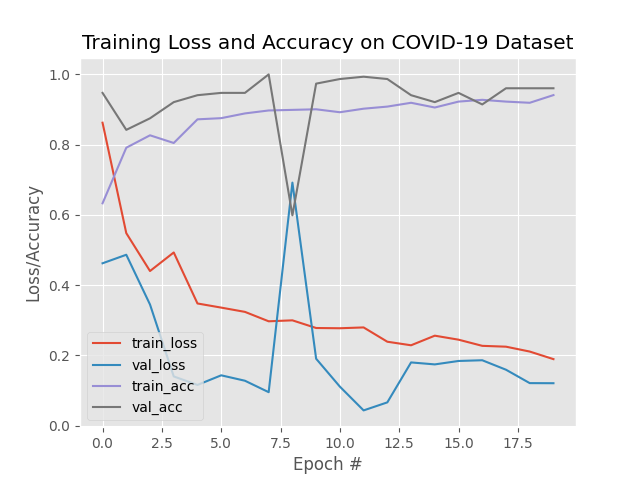 Training Loss and Accuracy on COVID-19 Dataset
Loss/Accuracy
1.0
0.8
0.6
0.4
0.2
0.0
train_loss
val_loss
train_acc
val_acc
0.0 2.5 5.0 7.5 10.0 12.5 15.0 17.5
Epoch #